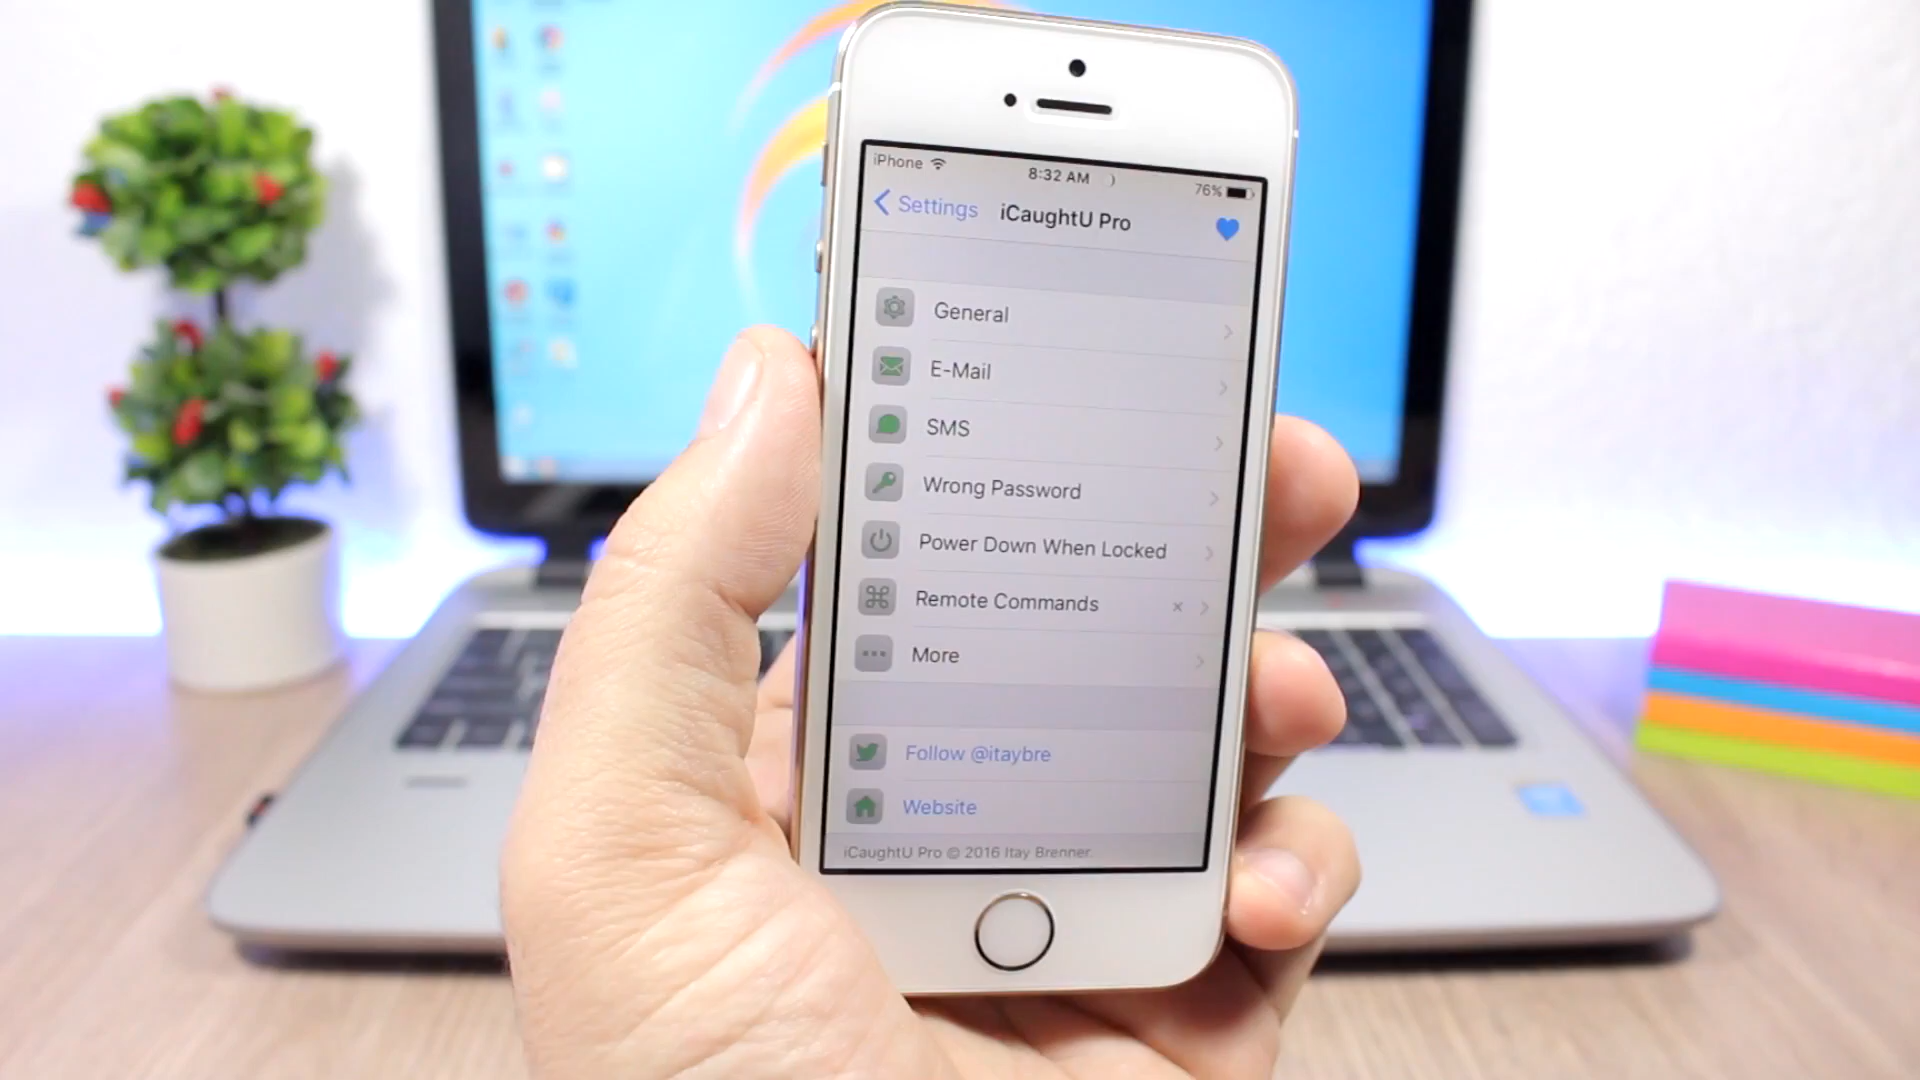 iPhone
8:32 AM
76%
Settings
iCaughtU Pro
General
E-Mail
SMS
Wrong Password
Power Down When Locked
Remote Commands
More
Follow @itaybre
Website
iCaughtU Pro © 2016 Itay Brenner.